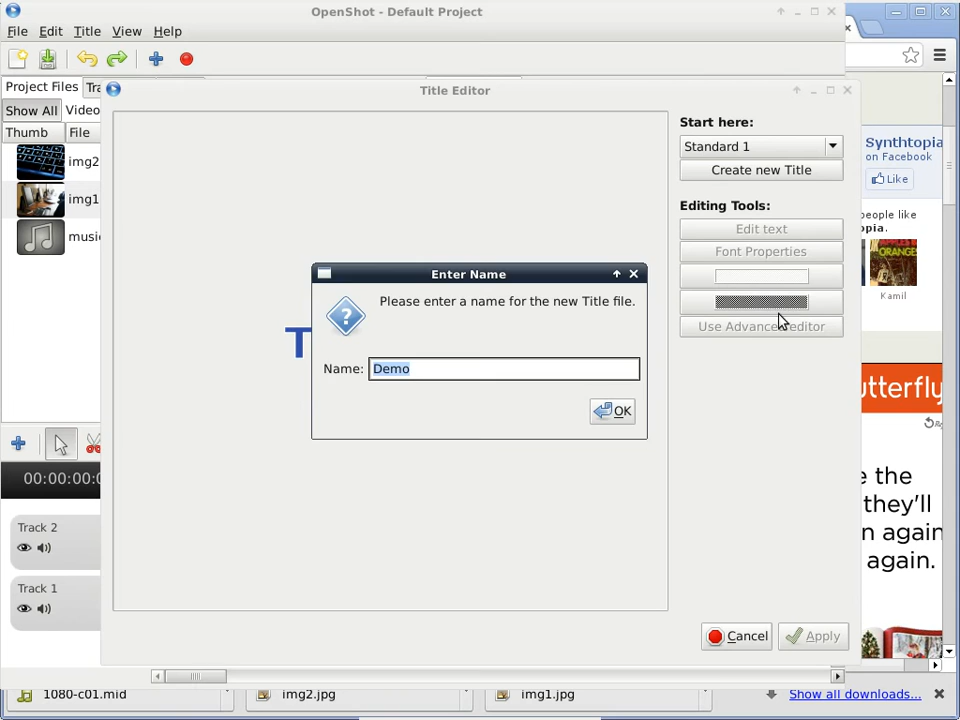 OpenShot - Default Project
File Edit Title View Help
Project Files
Show All Video
Thumb File
img2
img1
Title Editor
Start here:
Standard 1
Create new Title
Editing Tools:
Edit text
Font Properties
Use Advanced editor
Enter Name
Please enter a name for the new Title file.
T
Name: Demo
OK
00:00:00:
Track 2
Track 1
Cancel Apply
Synthtopia
on Facebook
Like
people like
Kamil
utterfly
e the
they'll
n again
again.
1080-c01.mid img2.jpg img1.jpg Show all downloads...